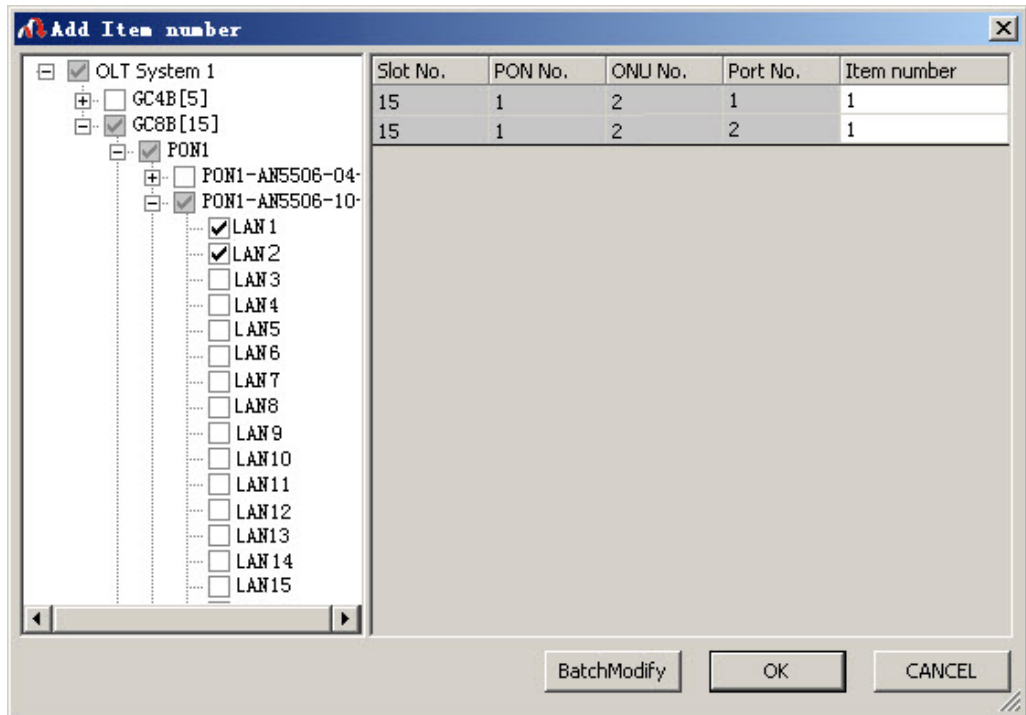 Add Item number
OLT System 1
GC4B[5]
GC8B[15]
PON1
PON1-AN5506-04-
PON1-AN5506-10-
LAN1
LAN2
LAN3
LAN4
LAN5
LAN6
LAN7
LAN8
LAN9
LAN10
LAN11
LAN12
LAN13
LAN14
LAN15
Slot No. PON No. ONU No. Port No. Item number
15 1 2 1 1
15 1 2 2 1
BatchModify OK CANCEL